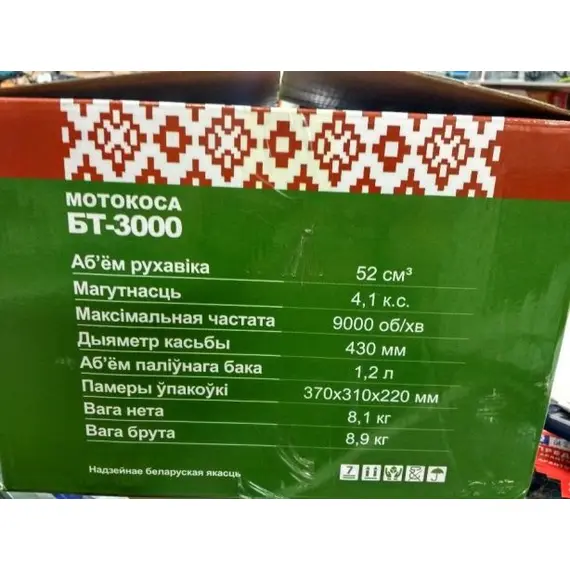 МОТОКОСА
БТ-3000
Аб'ём рухавіка 52 см³
Магутнасць 4,1 к.с.
Максімальная частата 9000 об/хв
Дыяметр касьбы 430 мм
Аб'ём паліўнага бака 1,2 л
Памеры ўпакоўкі 370х310х220 мм
Вага нета 8,1 кг
Вага брута 8,9 кг
Надзейнае беларуская якасць
7